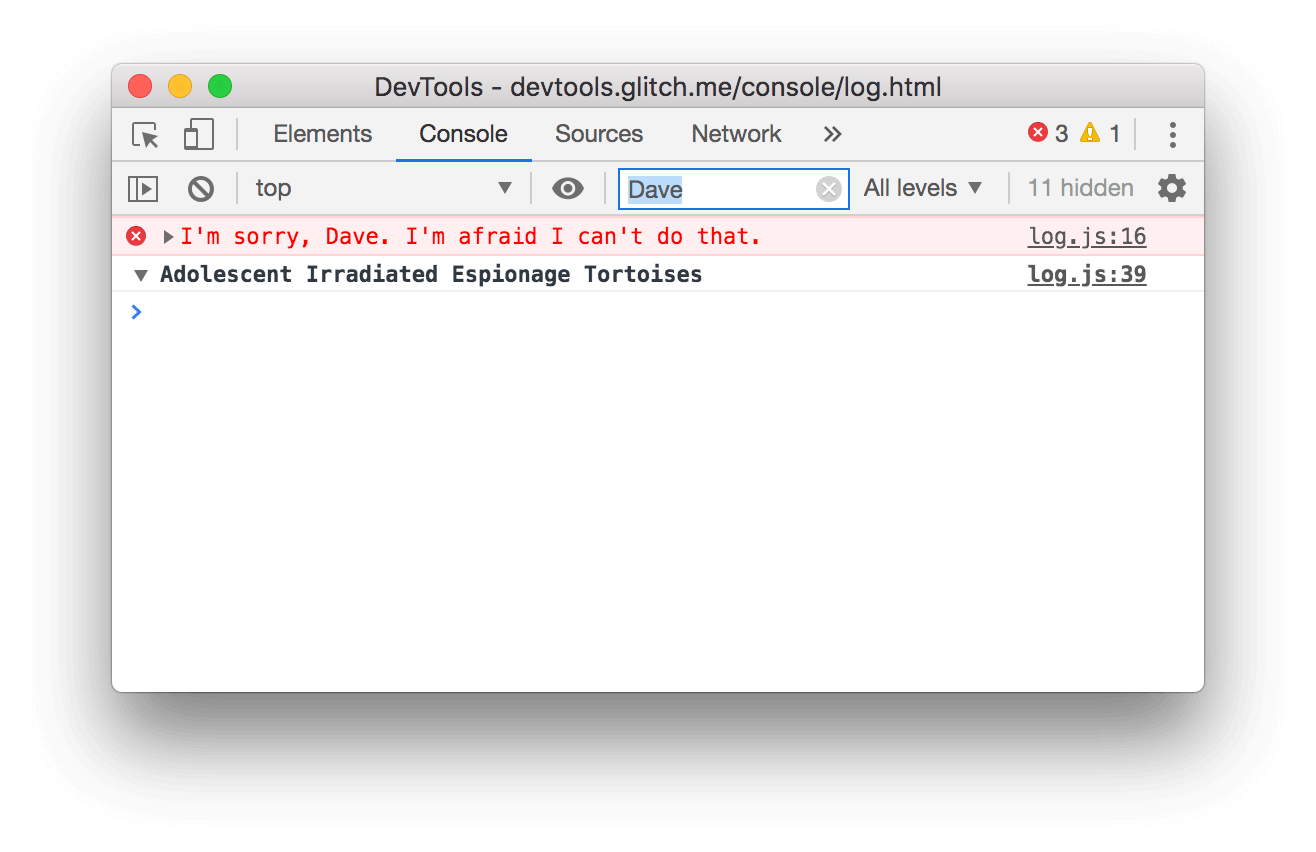 DevTools - devtools.glitch.me/console/log.html
Elements Console Sources Network » 3 1
top Dave All levels 11 hidden
I'm sorry, Dave. I'm afraid I can't do that. log.js:16
Adolescent Irradiated Espionage Tortoises log.js:39